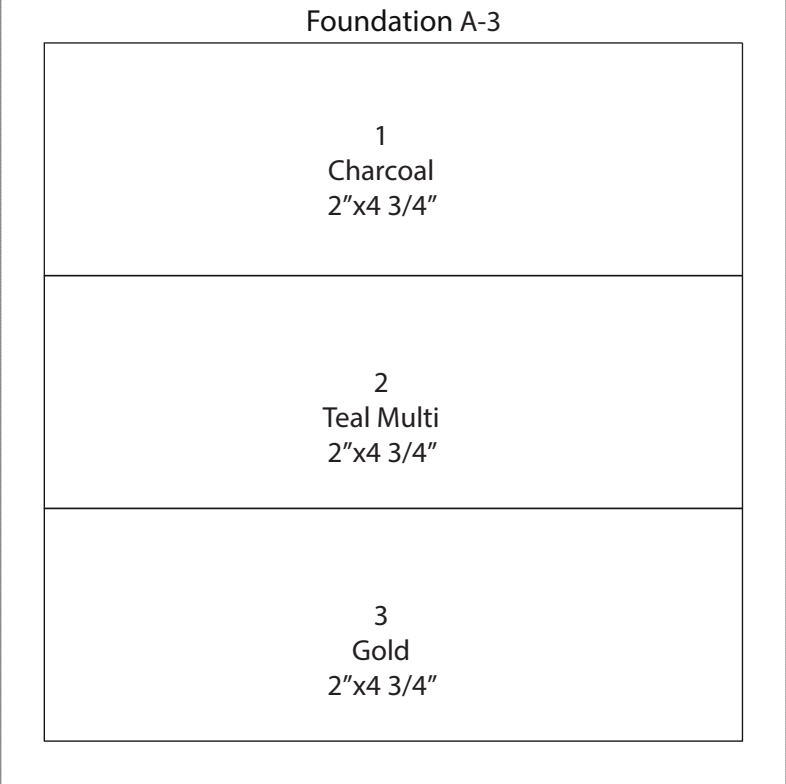 Foundation A-3
1
Charcoal
2”x4 3/4”
2
Teal Multi
2”x4 3/4”
3
Gold
2”x4 3/4”